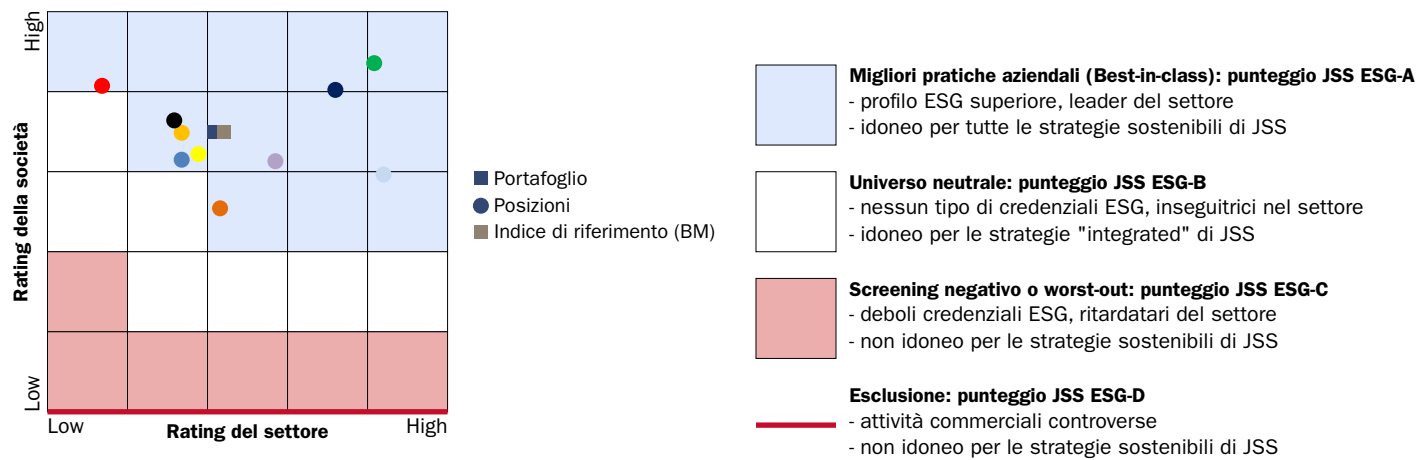 High
Rating della società
Low
Low
Rating del settore
High
Portafoglio
Posizioni
Indice di riferimento (BM)
Migliori pratiche aziendali (Best-in-class): punteggio JSS ESG-A
- profilo ESG superiore, leader del settore
- idoneo per tutte le strategie sostenibili di JSS
Universo neutrale: punteggio JSS ESG-B
- nessun tipo di credenziali ESG, inseguitrici nel settore
- idoneo per le strategie "integrated" di JSS
Screening negativo o worst-out: punteggio JSS ESG-C
- deboli credenziali ESG, ritardatari del settore
- non idoneo per le strategie sostenibili di JSS
Esclusione: punteggio JSS ESG-D
- attività commerciali controverse
- non idoneo per le strategie sostenibili di JSS